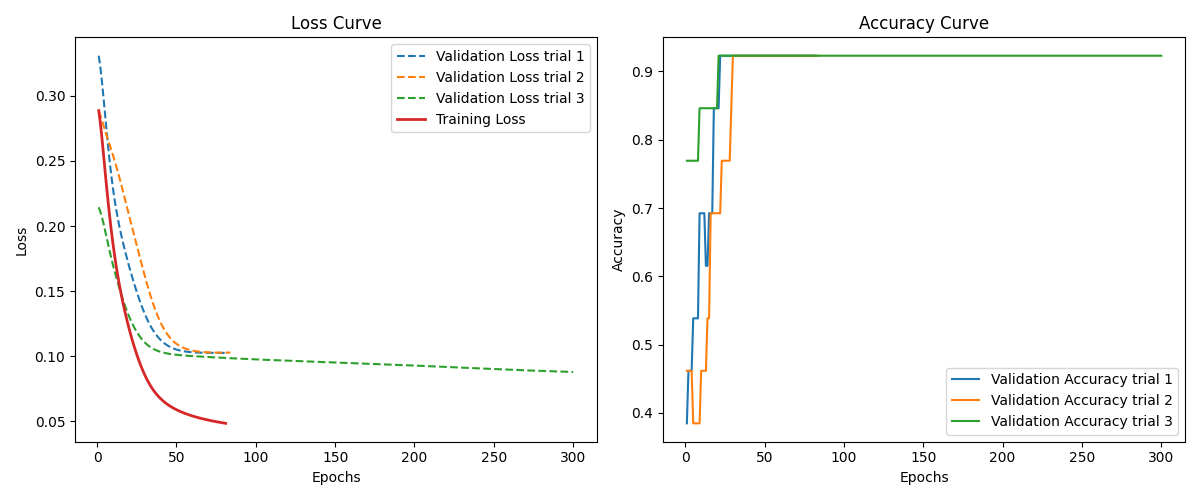 Loss Curve
Loss
0.30
0.25
0.20
0.15
0.10
0.05
0 50 100 150 200 250 300
Epochs
Validation Loss trial 1
Validation Loss trial 2
Validation Loss trial 3
Training Loss
Accuracy Curve
Accuracy
0.9
0.8
0.7
0.6
0.5
0.4
0 50 100 150 200 250 300
Epochs
Validation Accuracy trial 1
Validation Accuracy trial 2
Validation Accuracy trial 3